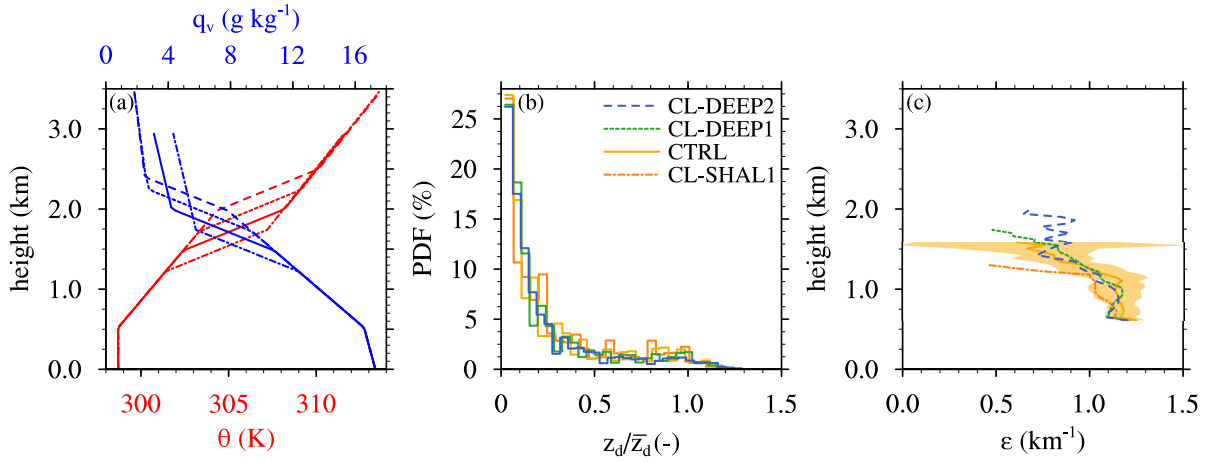 qᵥ (g kg⁻¹)
0 4 8 12 16
(a)
height (km)
3.0
2.0
1.0
0.0
300 305 310
θ (K)
(b)
CL-DEEP2
CL-DEEP1
CTRL
CL-SHAL1
PDF (%)
25
20
15
10
5
0
0.0 0.5 1.0 1.5
z_d/z̅_d(-)
(c)
height (km)
3.0
2.0
1.0
0.0
0.0 0.5 1.0 1.5
ε (km⁻¹)